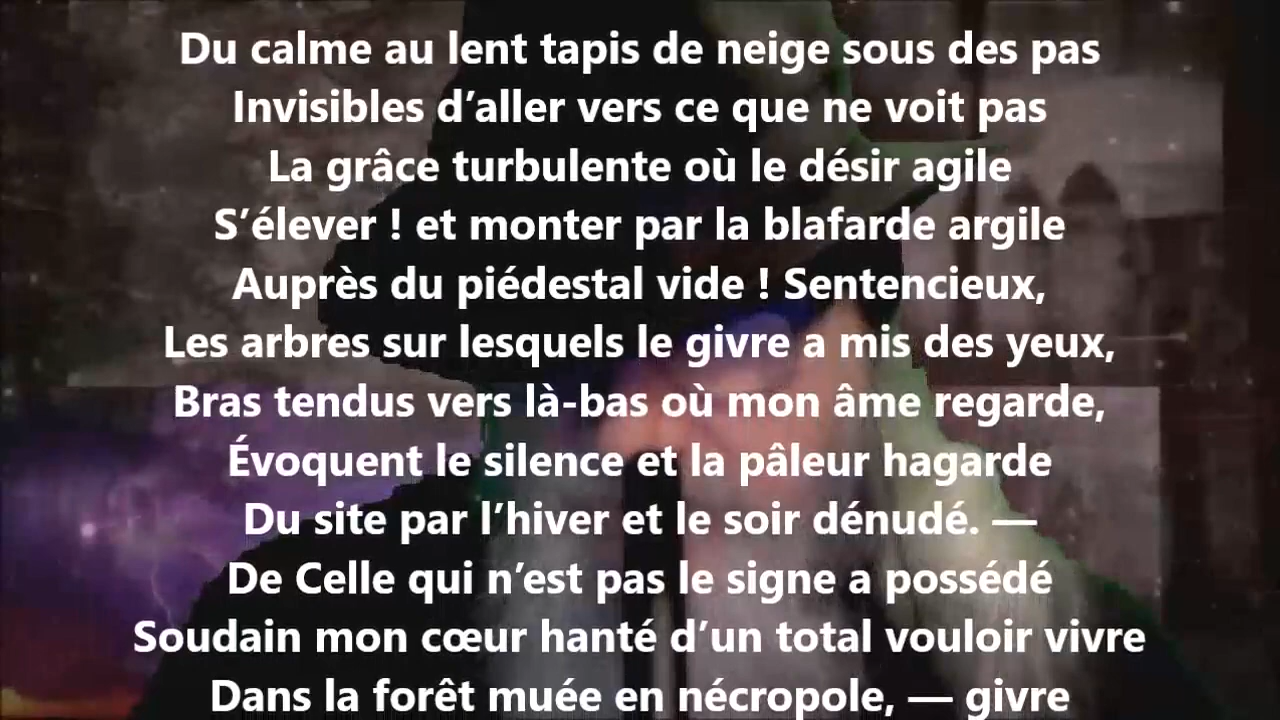 Du calme au lent tapis de neige sous des pas
Invisibles d’aller vers ce que ne voit pas
La grâce turbulente où le désir agile
S’élever ! et monter par la blafarde argile
Auprès du piédestal vide ! Sentencieux,
Les arbres sur lesquels le givre a mis des yeux,
Bras tendus vers là-bas où mon âme regarde,
Évoquent le silence et la pâleur hagarde
Du site par l’hiver et le soir dénudé. —
De Celle qui n’est pas le signe a possédé
Soudain mon cœur hanté d’un total vouloir vivre
Dans la forêt muée en nécropole, — givre